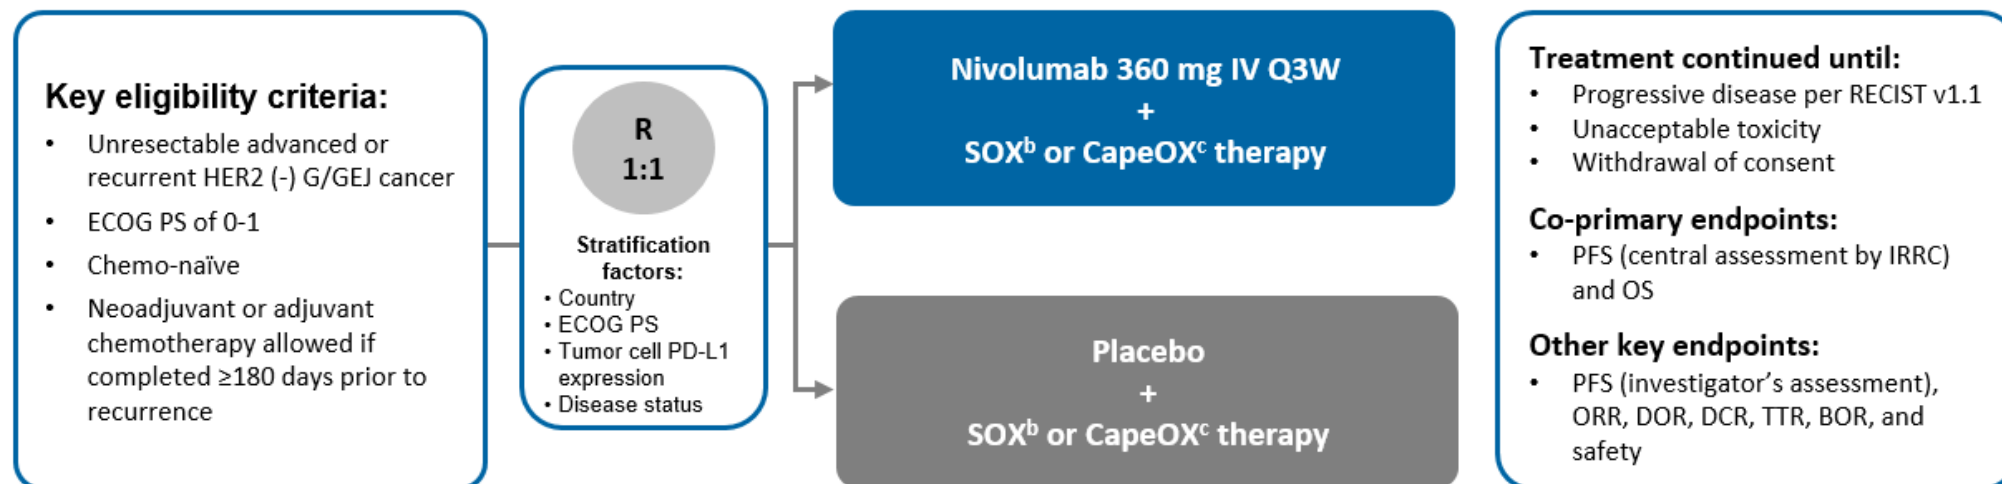 Key eligibility criteria:
• Unresectable advanced or
recurrent HER2 (-) G/GEJ cancer
• ECOG PS of 0-1
• Chemo-naïve
• Neoadjuvant or adjuvant
chemotherapy allowed if
completed ≥180 days prior to
recurrence
R
1:1
Stratification
factors:
• Country
• ECOG PS
• Tumor cell PD-L1
expression
• Disease status
Nivolumab 360 mg IV Q3W
+
SOXᵇ or CapeOXᶜ therapy
Placebo
+
SOXᵇ or CapeOXᶜ therapy
Treatment continued until:
• Progressive disease per RECIST v1.1
• Unacceptable toxicity
• Withdrawal of consent
Co-primary endpoints:
• PFS (central assessment by IRRC)
and OS
Other key endpoints:
• PFS (investigator’s assessment),
ORR, DOR, DCR, TTR, BOR, and
safety